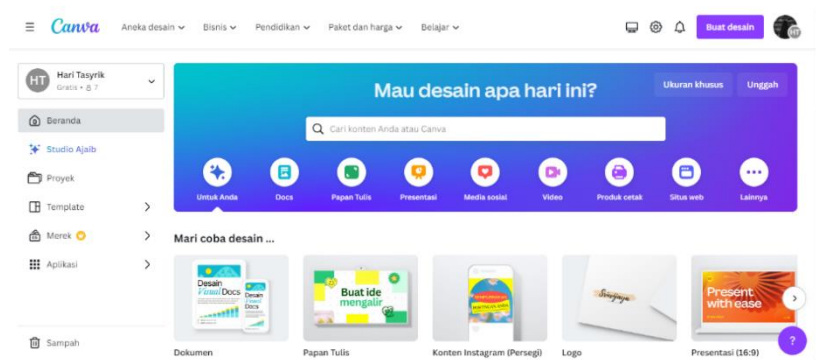 Canva
Aneka desain
Bisnis
Pendidikan
Paket dan harga
Belajar
Buat desain
HT
HT
Hari Tasyrik
Gratis • 7
Beranda
Studio Ajaib
Proyek
Template
Merek
Aplikasi
Sampah
Mau desain apa hari ini?
Ukuran khusus
Unggah
Cari konten Anda atau Canva
Untuk Anda
Docs
Papan Tulis
Presentasi
Media sosial
Video
Produk cetak
Situs web
Lainnya
Mari coba desain ...
Desain
Visual Docs
Desain
Visual
Docs
Buat ide
mengalir
Present
with ease
?
Dokumen
Papan Tulis
Konten Instagram (Persegi)
Logo
Presentasi (16:9)